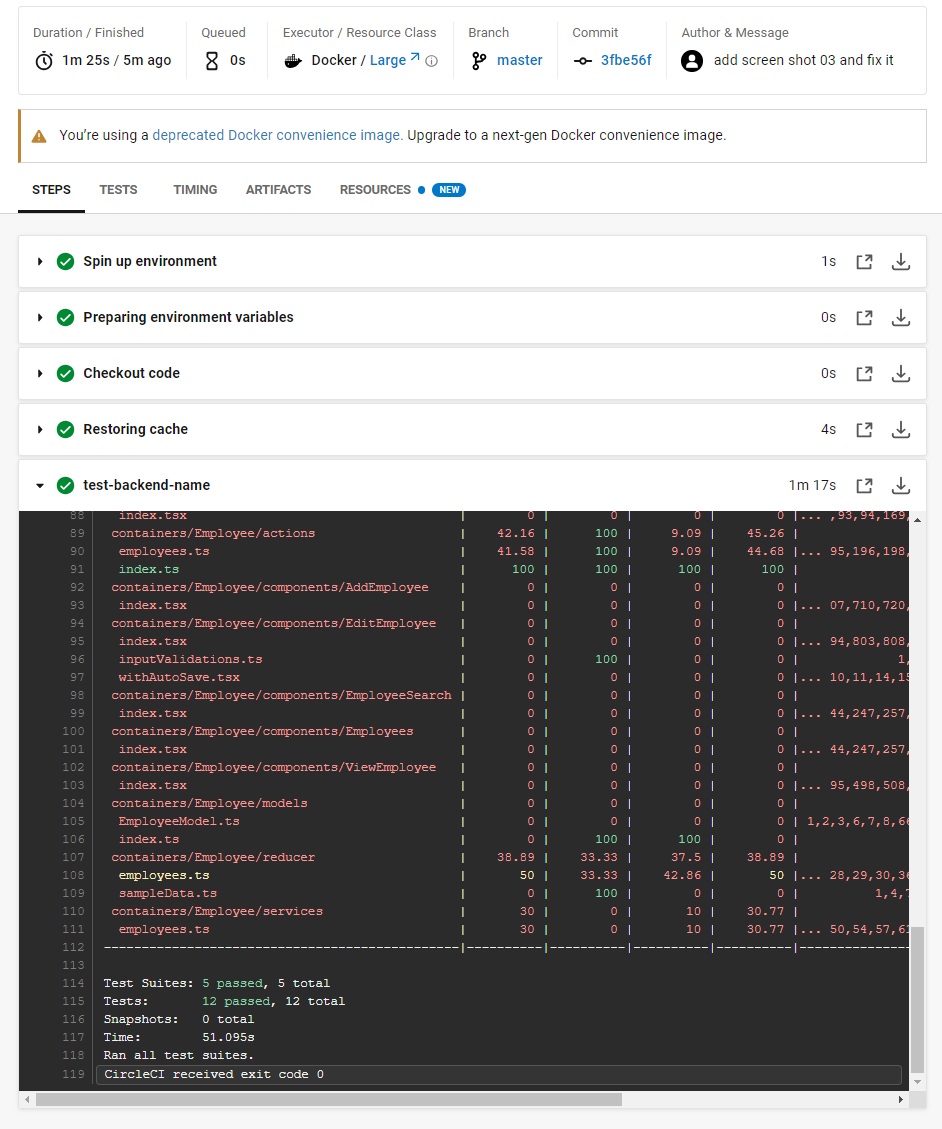 Duration / Finished Queued Executor / Resource Class Branch Commit Author & Message
1m 25s / 5m ago 0s Docker / Large master 3fbe56f add screen shot 03 and fix it
You're using a deprecated Docker convenience image. Upgrade to a next-gen Docker convenience image.
STEPS TESTS TIMING ARTIFACTS RESOURCES NEW
Spin up environment 1s
Preparing environment variables 0s
Checkout code 0s
Restoring cache 4s
test-backend-name 1m 17s
88 index.tsx | 0 | 0 | 0 | 0 |... ,93,94,169,
89 containers/Employee/actions | 42.16 | 100 | 9.09 | 45.26 |
90 employees.ts | 41.58 | 100 | 9.09 | 44.68 |... 95,196,198,
91 index.ts | 100 | 100 | 100 | 100 |
92 containers/Employee/components/AddEmployee | 0 | 0 | 0 | 0 |
93 index.tsx | 0 | 0 | 0 | 0 |... 07,710,720,
94 containers/Employee/components/EditEmployee | 0 | 0 | 0 | 0 |
95 index.tsx | 0 | 0 | 0 | 0 |... 94,803,808,
96 inputValidations.ts | 0 | 100 | 0 | 0 | 1,
97 withAutoSave.tsx | 0 | 0 | 0 | 0 |... 10,11,14,15
98 containers/Employee/components/EmployeeSearch | 0 | 0 | 0 | 0 |
99 index.tsx | 0 | 0 | 0 | 0 |... 44,247,257,
100 containers/Employee/components/Employees | 0 | 0 | 0 | 0 |
101 index.tsx | 0 | 0 | 0 | 0 |... 44,247,257,
102 containers/Employee/components/ViewEmployee | 0 | 0 | 0 | 0 |
103 index.tsx | 0 | 0 | 0 | 0 |... 95,498,508,
104 containers/Employee/models | 0 | 0 | 0 | 0 |
105 EmployeeModel.ts | 0 | 0 | 0 | 0 | 1,2,3,6,7,8,66
106 index.ts | 0 | 100 | 100 | 0 |
107 containers/Employee/reducer | 38.89 | 33.33 | 37.5 | 38.89 |
108 employees.ts | 50 | 33.33 | 42.86 | 50 |... 28,29,30,36
109 sampleData.ts | 0 | 100 | 0 | 0 | 1,4,7
110 containers/Employee/services | 30 | 0 | 10 | 30.77 |
111 employees.ts | 30 | 0 | 10 | 30.77 |... 50,54,57,61
112 -----------------------------------------------|----------|----------|----------|----------|---------------
113
114 Test Suites: 5 passed, 5 total
115 Tests: 12 passed, 12 total
116 Snapshots: 0 total
117 Time: 51.095s
118 Ran all test suites.
119 CircleCI received exit code 0